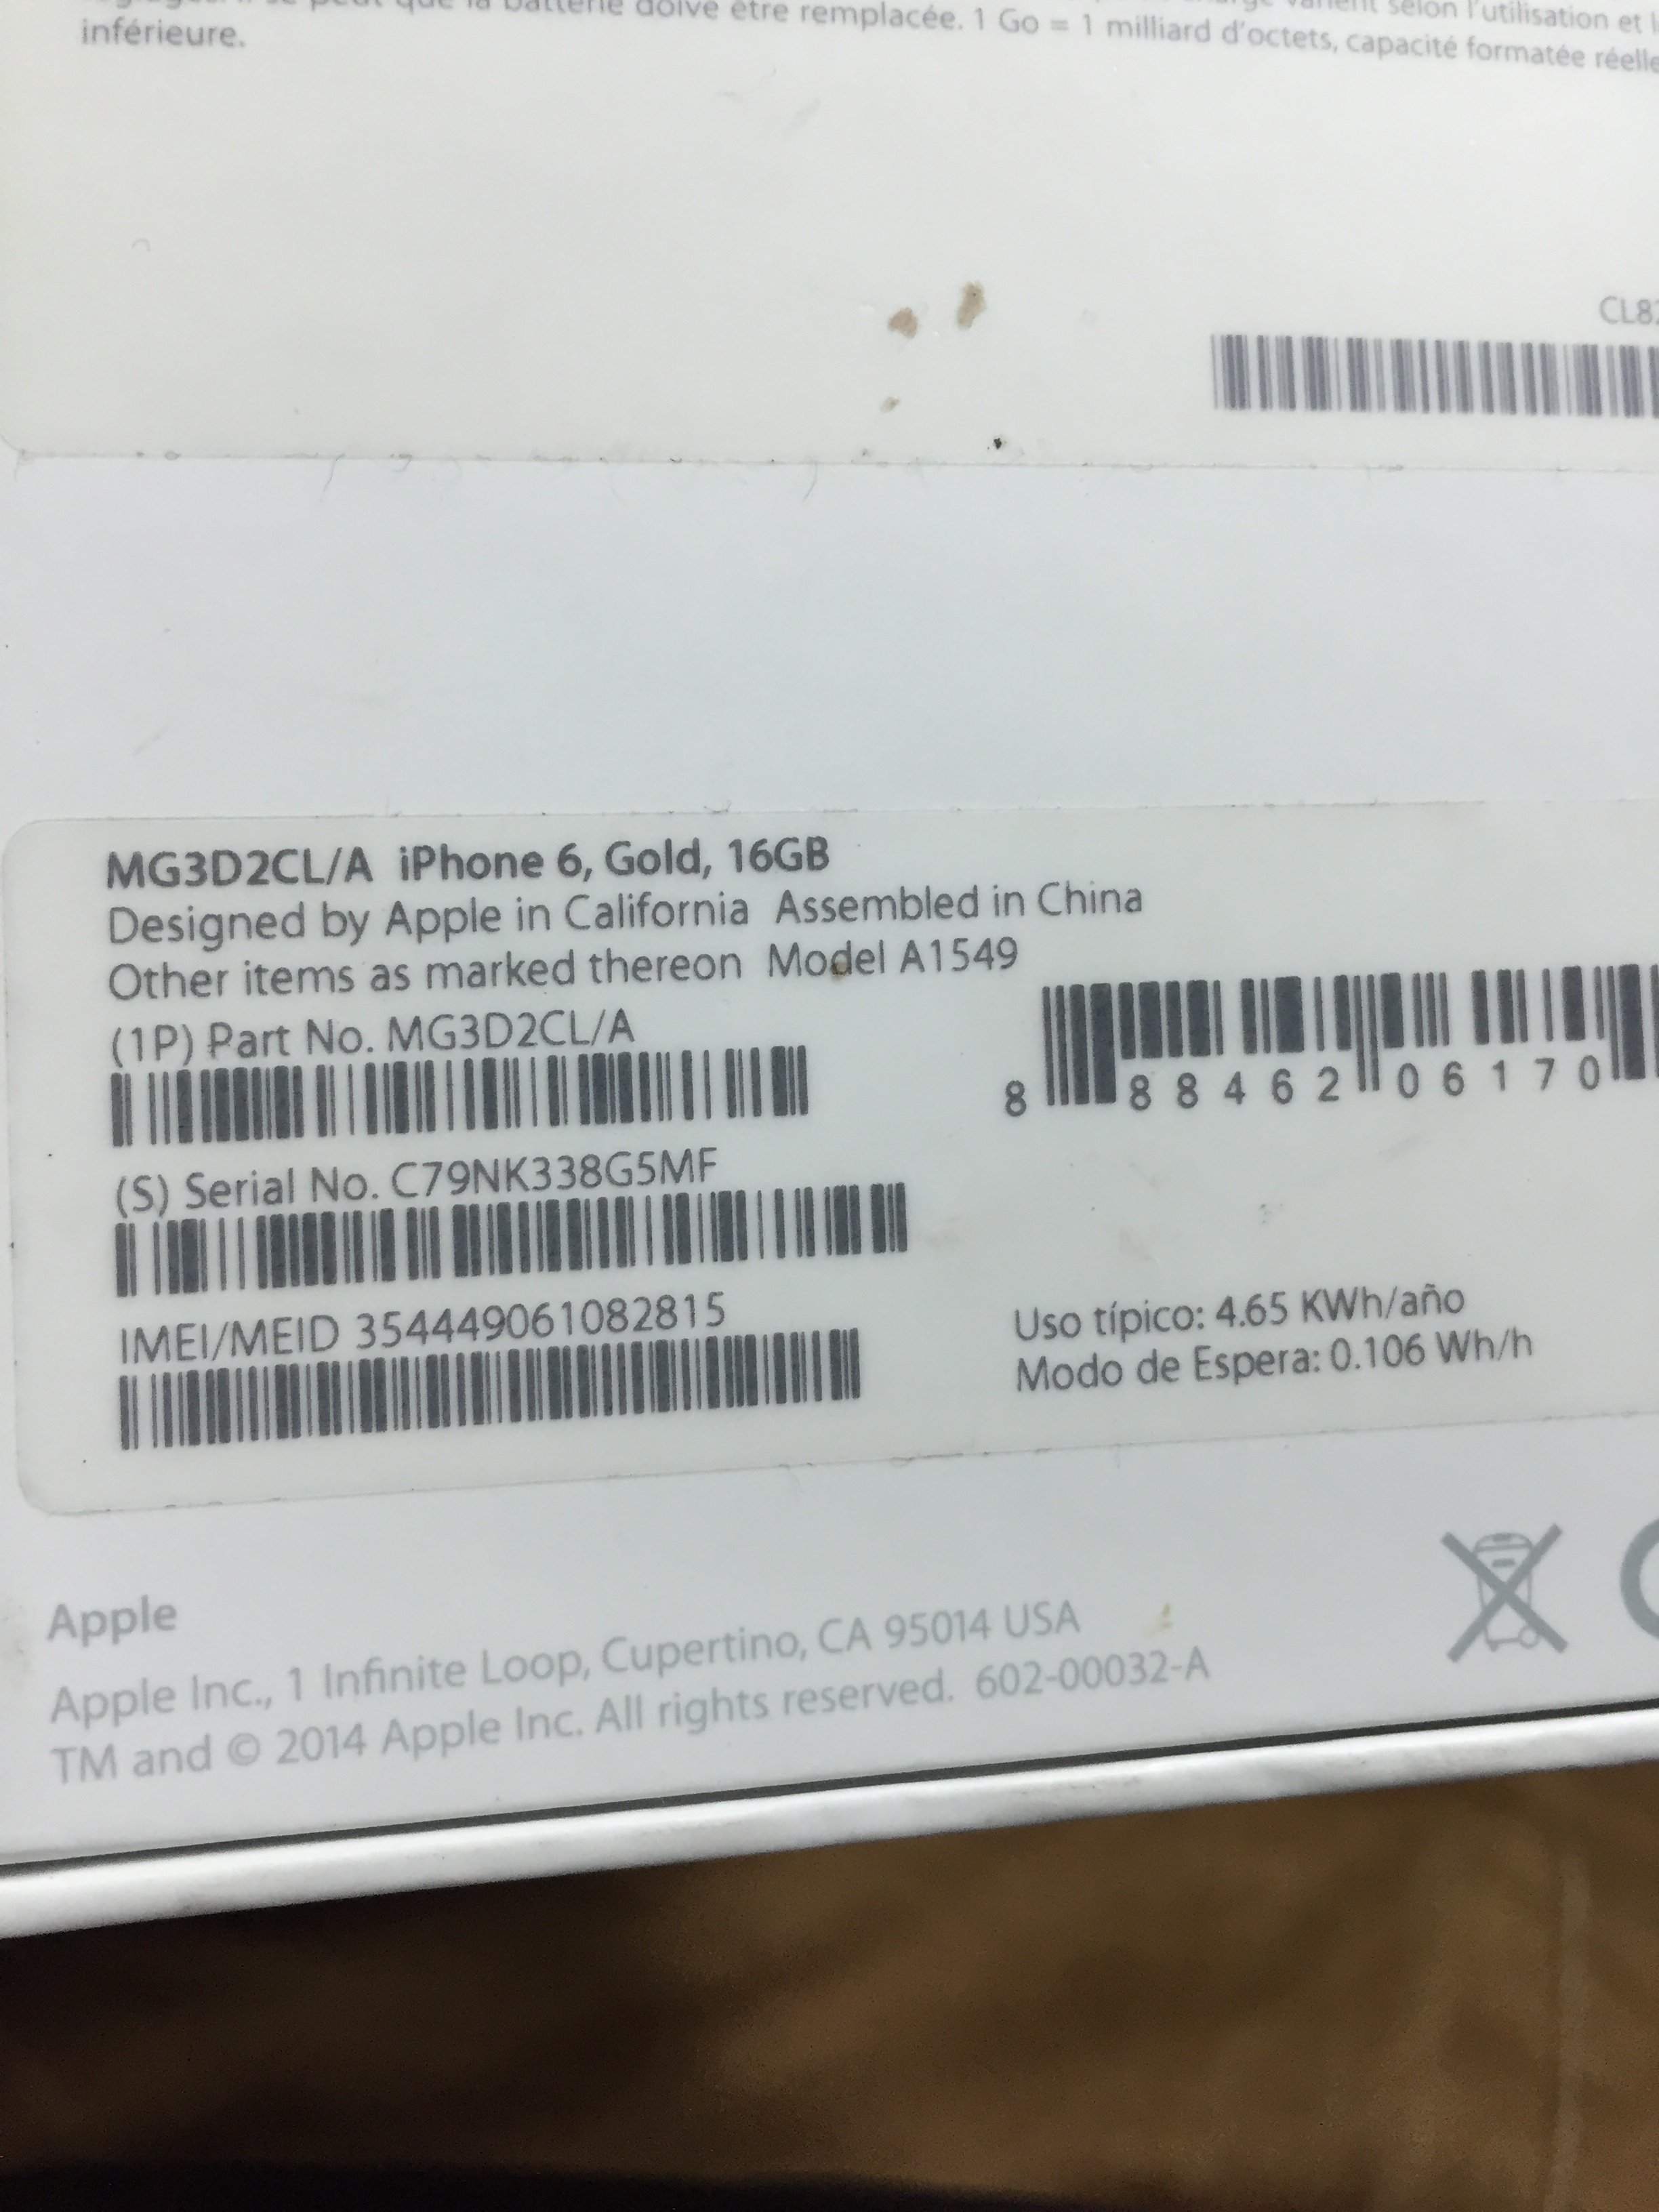 que la batterie doive être remplacée. 1 Go = 1 milliard d'octets, capacité formatée réelle
selon l'utilisation et
inférieure.
CL8
MG3D2CL/A iPhone 6, Gold, 16GB
Designed by Apple in California Assembled in China
Other items as marked thereon Model A1549
(1P) Part No. MG3D2CL/A
8 88462 06170
(S) Serial No. C79NK338G5MF
IMEI/MEID 354449061082815
Uso típico: 4.65 KWh/año
Modo de Espera: 0.106 Wh/h
Apple
Apple Inc., 1 Infinite Loop, Cupertino, CA 95014 USA
TM and © 2014 Apple Inc. All rights reserved. 602-00032-A